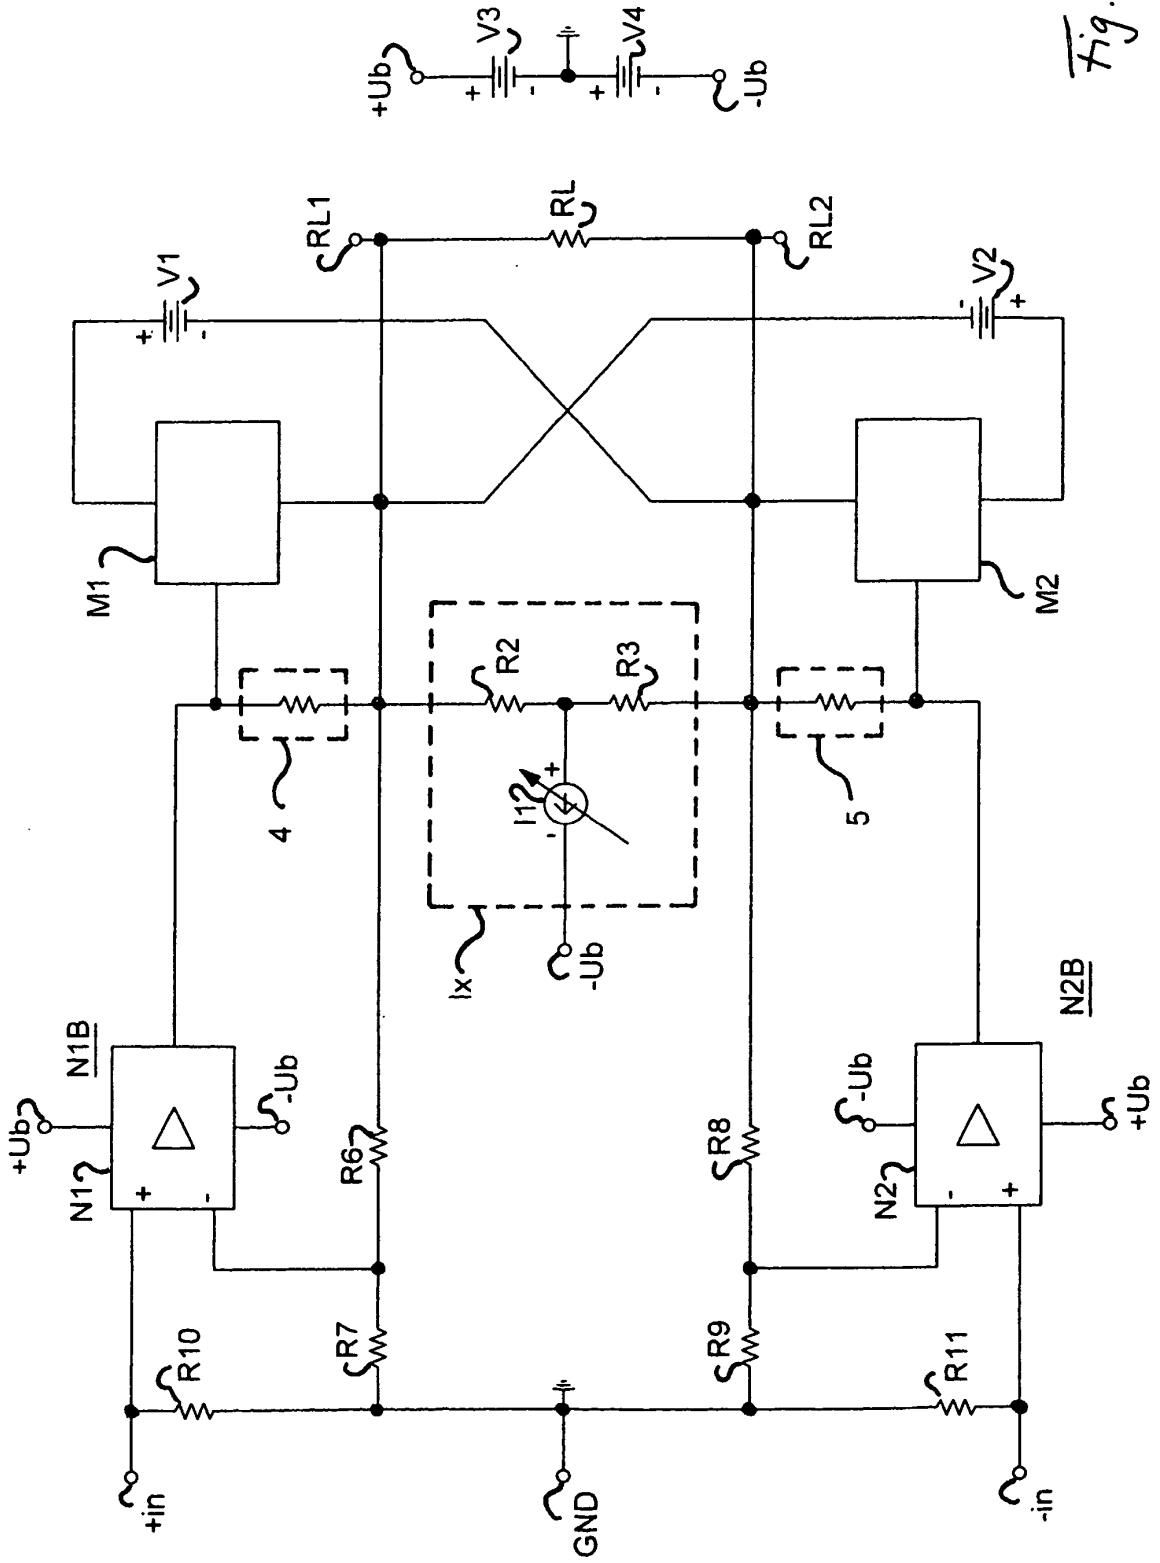 +Ub
V3
+
-
V4
+
-
-Ub
Fig.
RL1
RL
RL2
V1
+
-
V2
-
+
M1
M2
4
R2
R3
I1
+
-
5
Ix
-Ub
N1B
+Ub
-Ub
N1
+
-
R6
R8
N2B
-Ub
+Ub
N2
-
+
R10
R7
R9
R11
+in
GND
-in